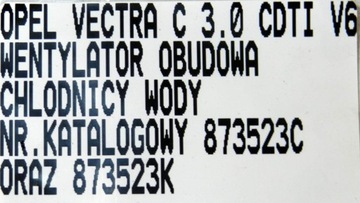 OPEL VECTRA C 3.0 CDTI V6
WENTYLATOR OBUDOWA
CHLODNICY WODY
NR.KATALOGOWY 873523C
ORAZ 873523K